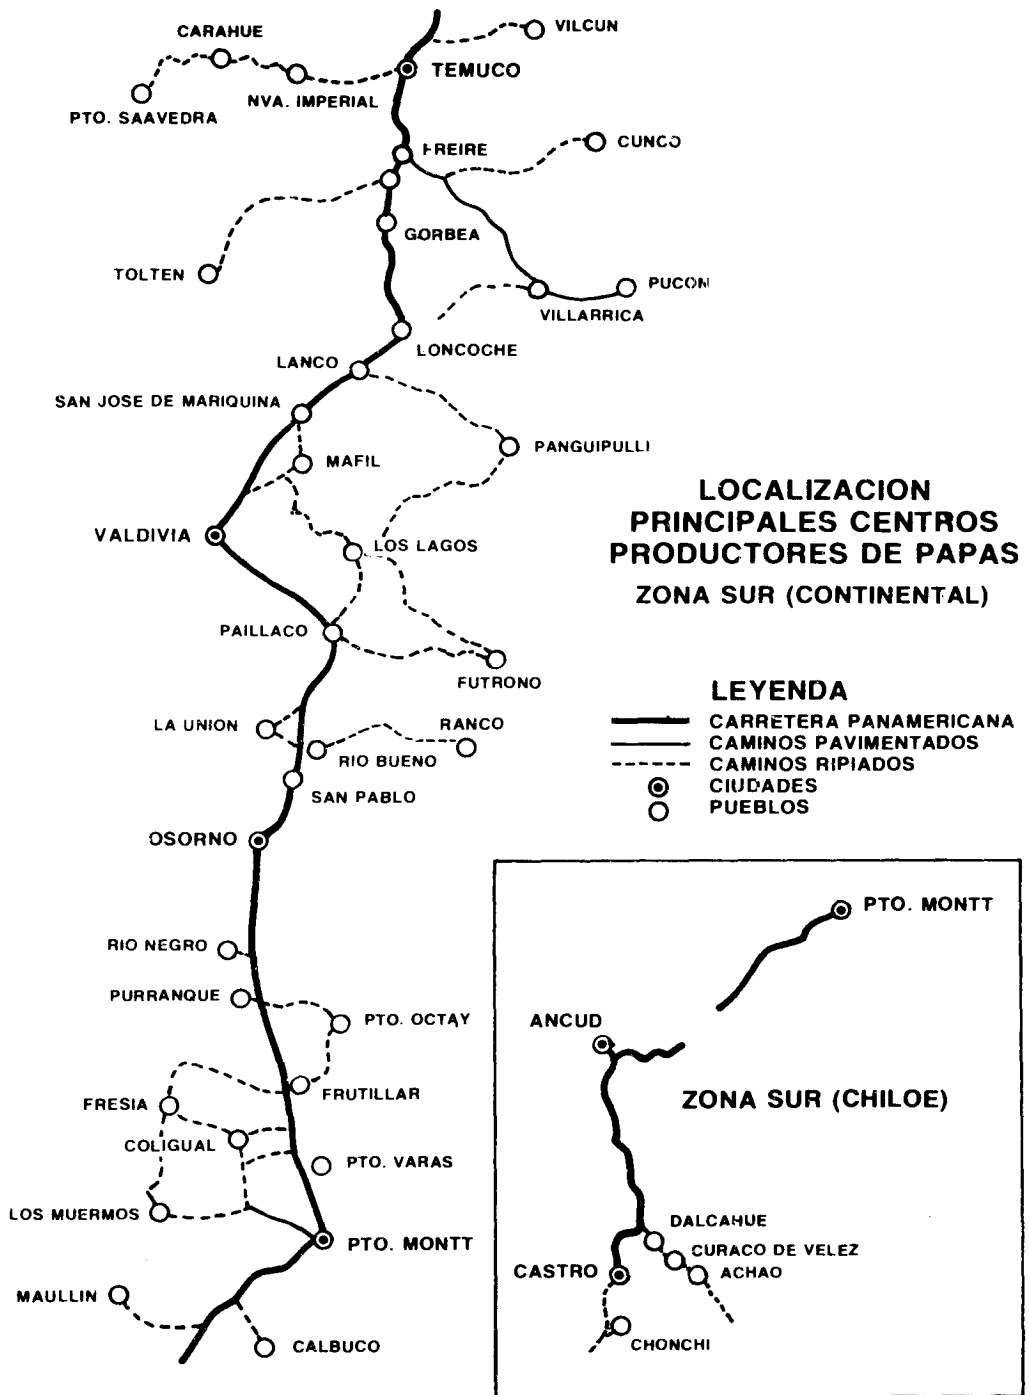 VILCUN
CARAHUE
TEMUCO
NVA. IMPERIAL
PTO. SAAVEDRA
CUNCO
FREIRE
GORBEA
TOLTEN
PUCON
VILLARRICA
LONCOCHE
LANCO
SAN JOSE DE MARIQUINA
PANGUIPULLI
MAFIL
LOCALIZACION
PRINCIPALES CENTROS
PRODUCTORES DE PAPAS
ZONA SUR (CONTINENTAL)
VALDIVIA
LOS LAGOS
PAILLACO
FUTRONO
LEYENDA
CARRETERA PANAMERICANA
CAMINOS PAVIMENTADOS
CAMINOS RIPIADOS
CIUDADES
PUEBLOS
LA UNION
RANCO
RIO BUENO
SAN PABLO
OSORNO
RIO NEGRO
PURRANQUE
PTO. OCTAY
FRUTILLAR
FRESIA
COLIGUAL
PTO. VARAS
LOS MUERMOS
PTO. MONTT
MAULLIN
CALBUCO
PTO. MONTT
ANCUD
ZONA SUR (CHILOE)
DALCAHUE
CURACO DE VELEZ
ACHAO
CASTRO
CHONCHI